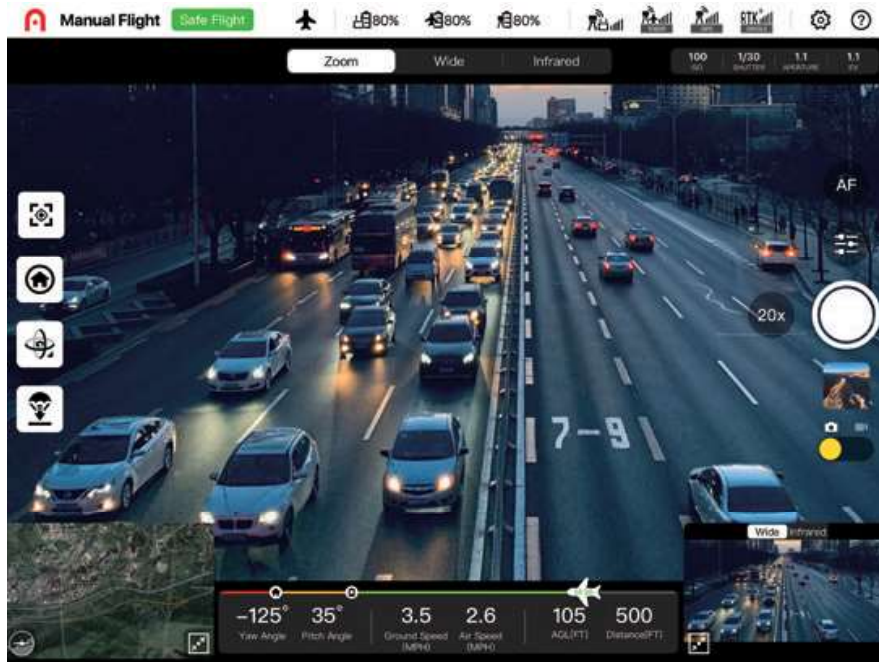 Manual Flight Safe Flight 80% 80% 80%
RTK
Zoom Wide Infrared
100 1/30 1.1 1.1
ISO SHUTTER APERTURE EV
AF
20x
7-9
Wide Infrared
-125° 35° 3.5 2.6 105 500
Yaw Angle Pitch Angle Ground Speed (MPH) Air Speed (MPH) AGL(FT) Distance(FT)